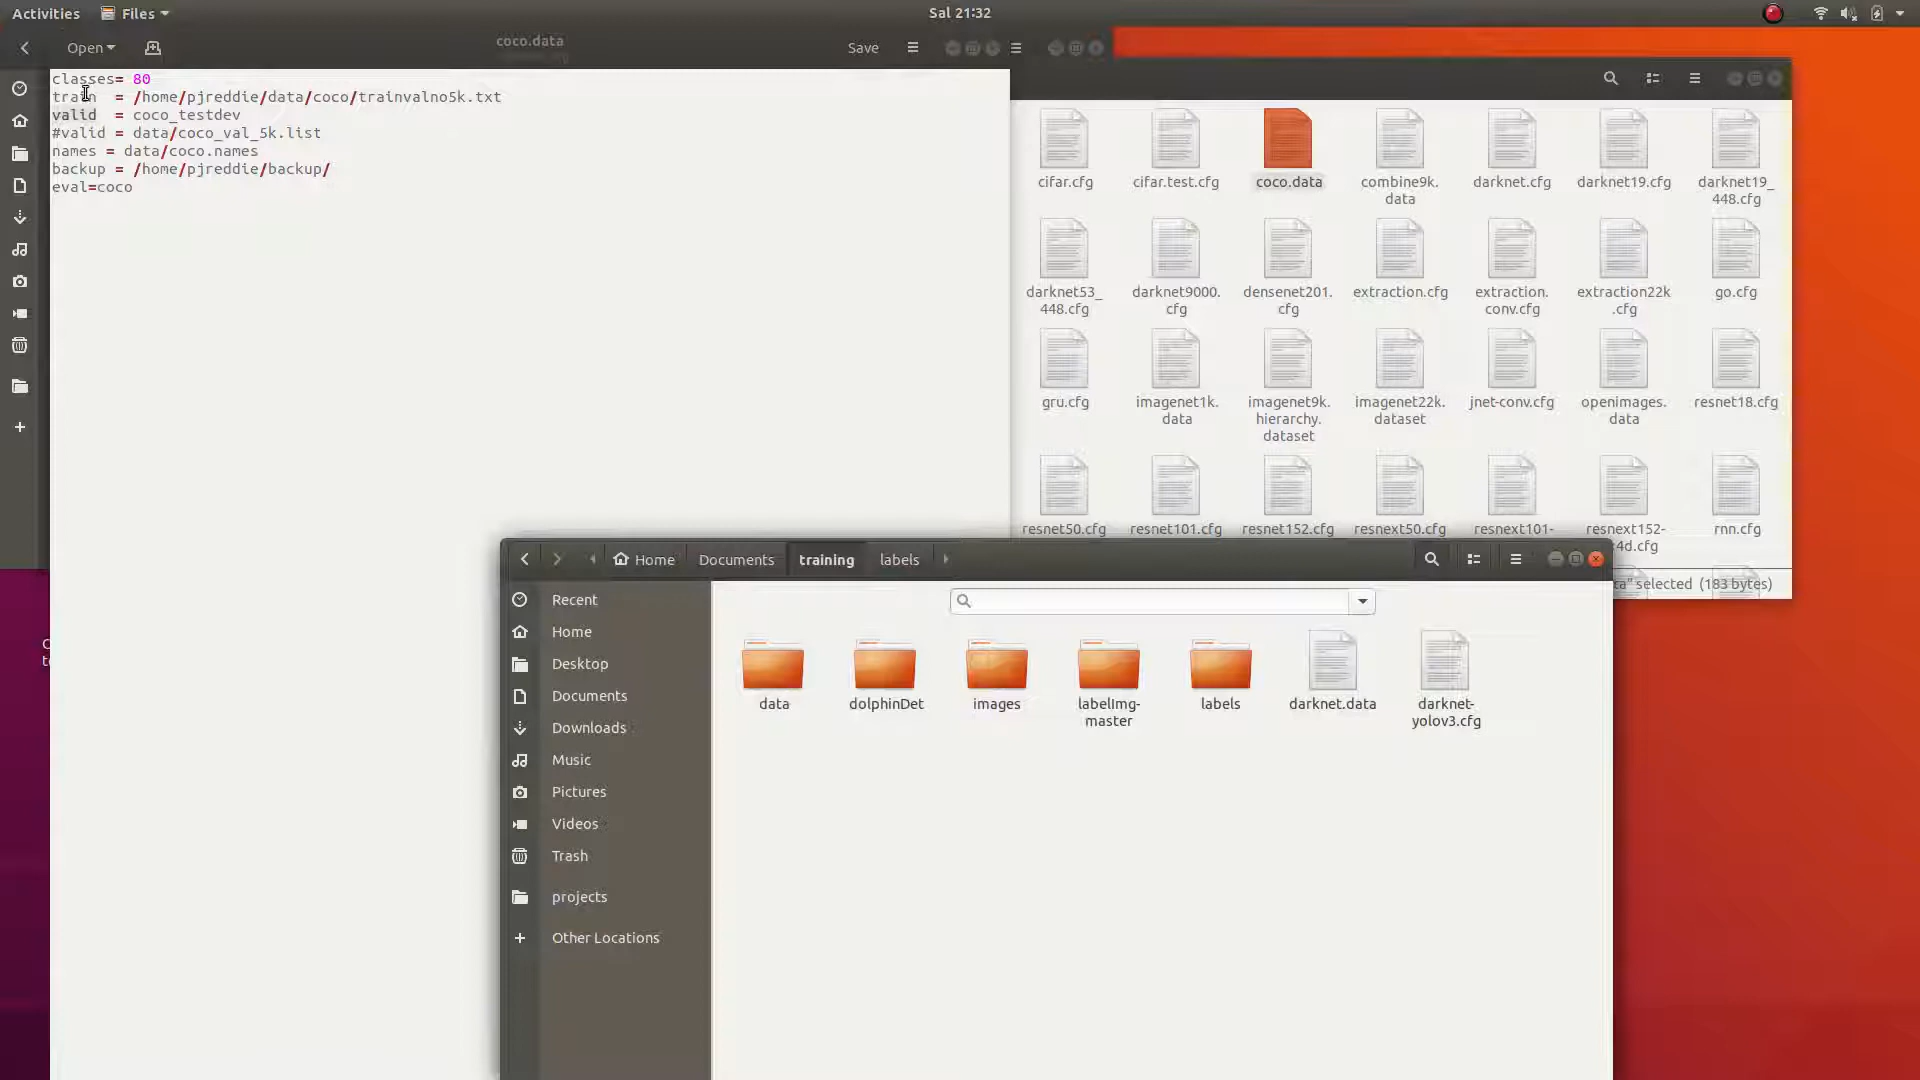 Activities
Files
Sal 21:32
Open
coco.data
Save
classes= 80
train  = /home/pjreddie/data/coco/trainvalno5k.txt
valid  = coco_testdev
#valid = data/coco_val_5k.list
names = data/coco.names
backup = /home/pjreddie/backup/
eval=coco
cifar.cfg
cifar.test.cfg
coco.data
combine9k.
data
darknet.cfg
darknet19.cfg
darknet19_
448.cfg
darknet53_
448.cfg
darknet9000.
cfg
densenet201.
cfg
extraction.cfg
extraction.
conv.cfg
extraction22k
.cfg
go.cfg
gru.cfg
imagenet1k.
data
imagenet9k.
hierarchy.
dataset
imagenet22k.
dataset
jnet-conv.cfg
openimages.
data
resnet18.cfg
resnet50.cfg
resnet101.cfg
resnet152.cfg
resnext50.cfg
resnext101-
resnext152-
4d.cfg
rnn.cfg
selected (183 bytes)
Home
Documents
training
labels
Recent
Home
Desktop
Documents
Downloads
Music
Pictures
Videos
Trash
projects
Other Locations
data
dolphinDet
images
labelImg-
master
labels
darknet.data
darknet-
yolov3.cfg